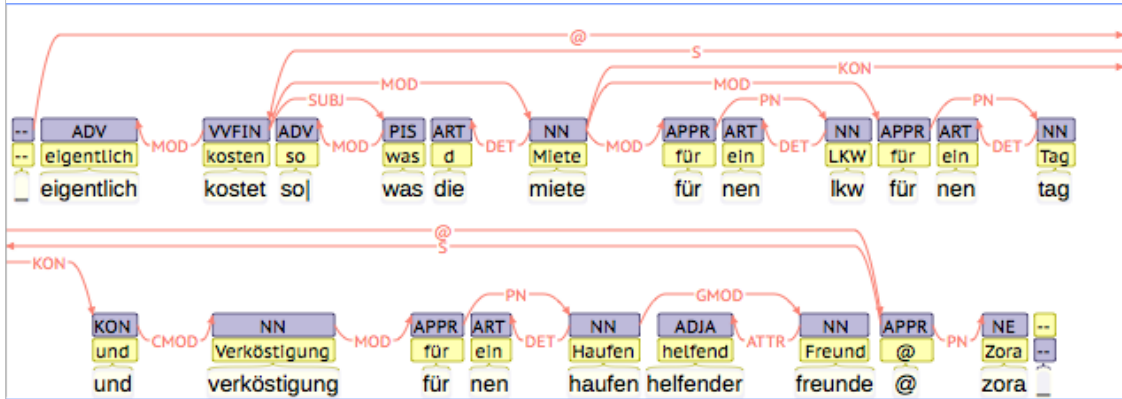 @
S
KON
MOD MOD
SUBJ PN PN
-- ADV VVFIN ADV PIS ART NN APPR ART NN APPR ART NN
MOD MOD DET MOD DET DET
-- eigentlich kosten so was d Miete für ein LKW für ein Tag
_ eigentlich kostet so| was die miete für nen lkw für nen tag
@
S
KON
PN GMOD
KON NN APPR ART NN ADJA NN APPR NE --
CMOD MOD DET ATTR PN
und Verköstigung für ein Haufen helfend Freund @ Zora --
und verköstigung für nen haufen helfender freunde @ zora _